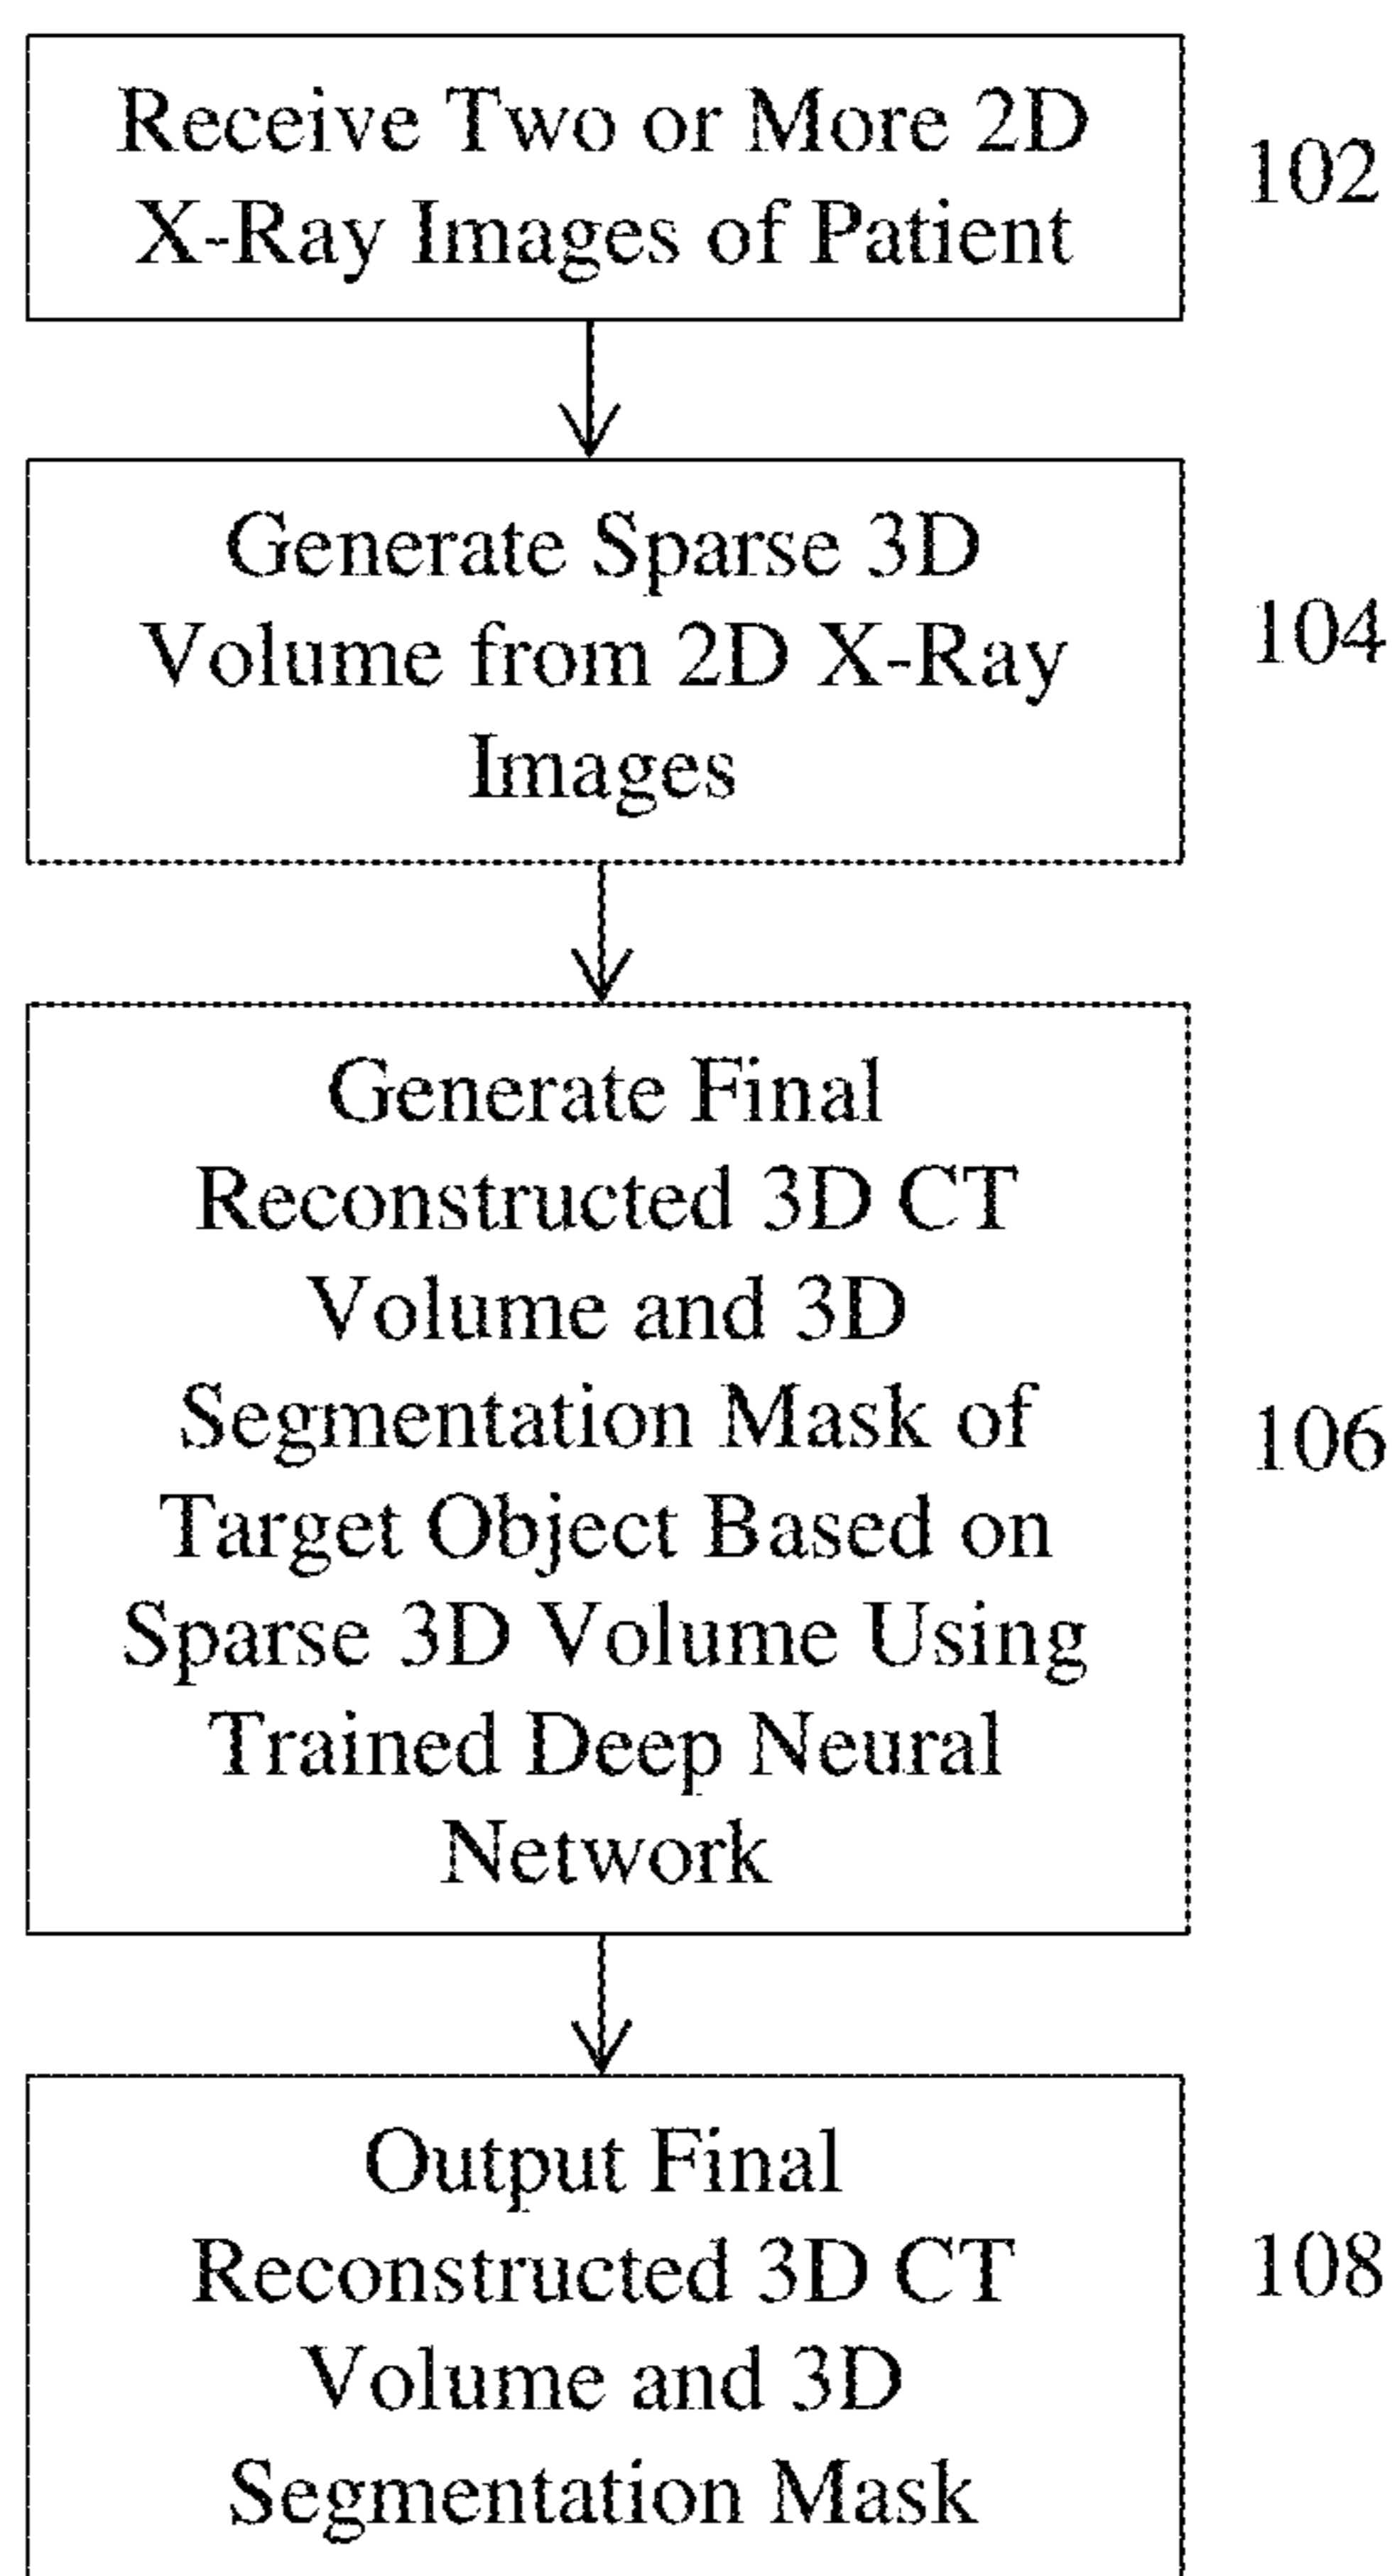 Receive Two or More 2D
X-Ray Images of Patient
102
Generate Sparse 3D
Volume from 2D X-Ray
Images
104
Generate Final
Reconstructed 3D CT
Volume and 3D
Segmentation Mask of
Target Object Based on
Sparse 3D Volume Using
Trained Deep Neural
Network
106
Output Final
Reconstructed 3D CT
Volume and 3D
Segmentation Mask
108